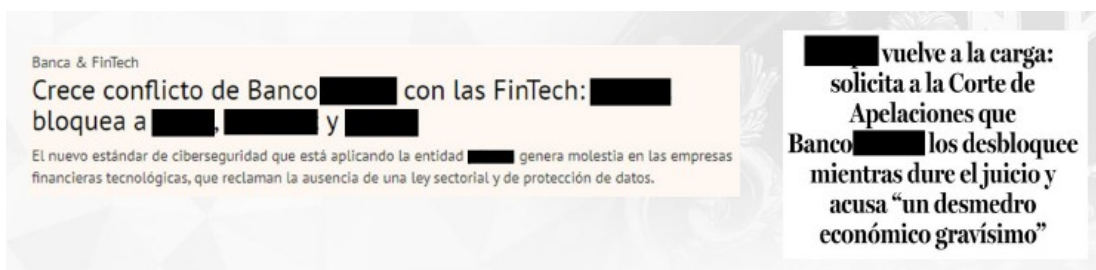 Banca & FinTech
Crece conflicto de Banco con las FinTech:
bloquea a , y
El nuevo estándar de ciberseguridad que está aplicando la entidad genera molestia en las empresas
financieras tecnológicas, que reclaman la ausencia de una ley sectorial y de protección de datos.
vuelve a la carga:
solicita a la Corte de
Apelaciones que
Banco los desbloquee
mientras dure el juicio y
acusa “un desmedro
económico gravísimo”